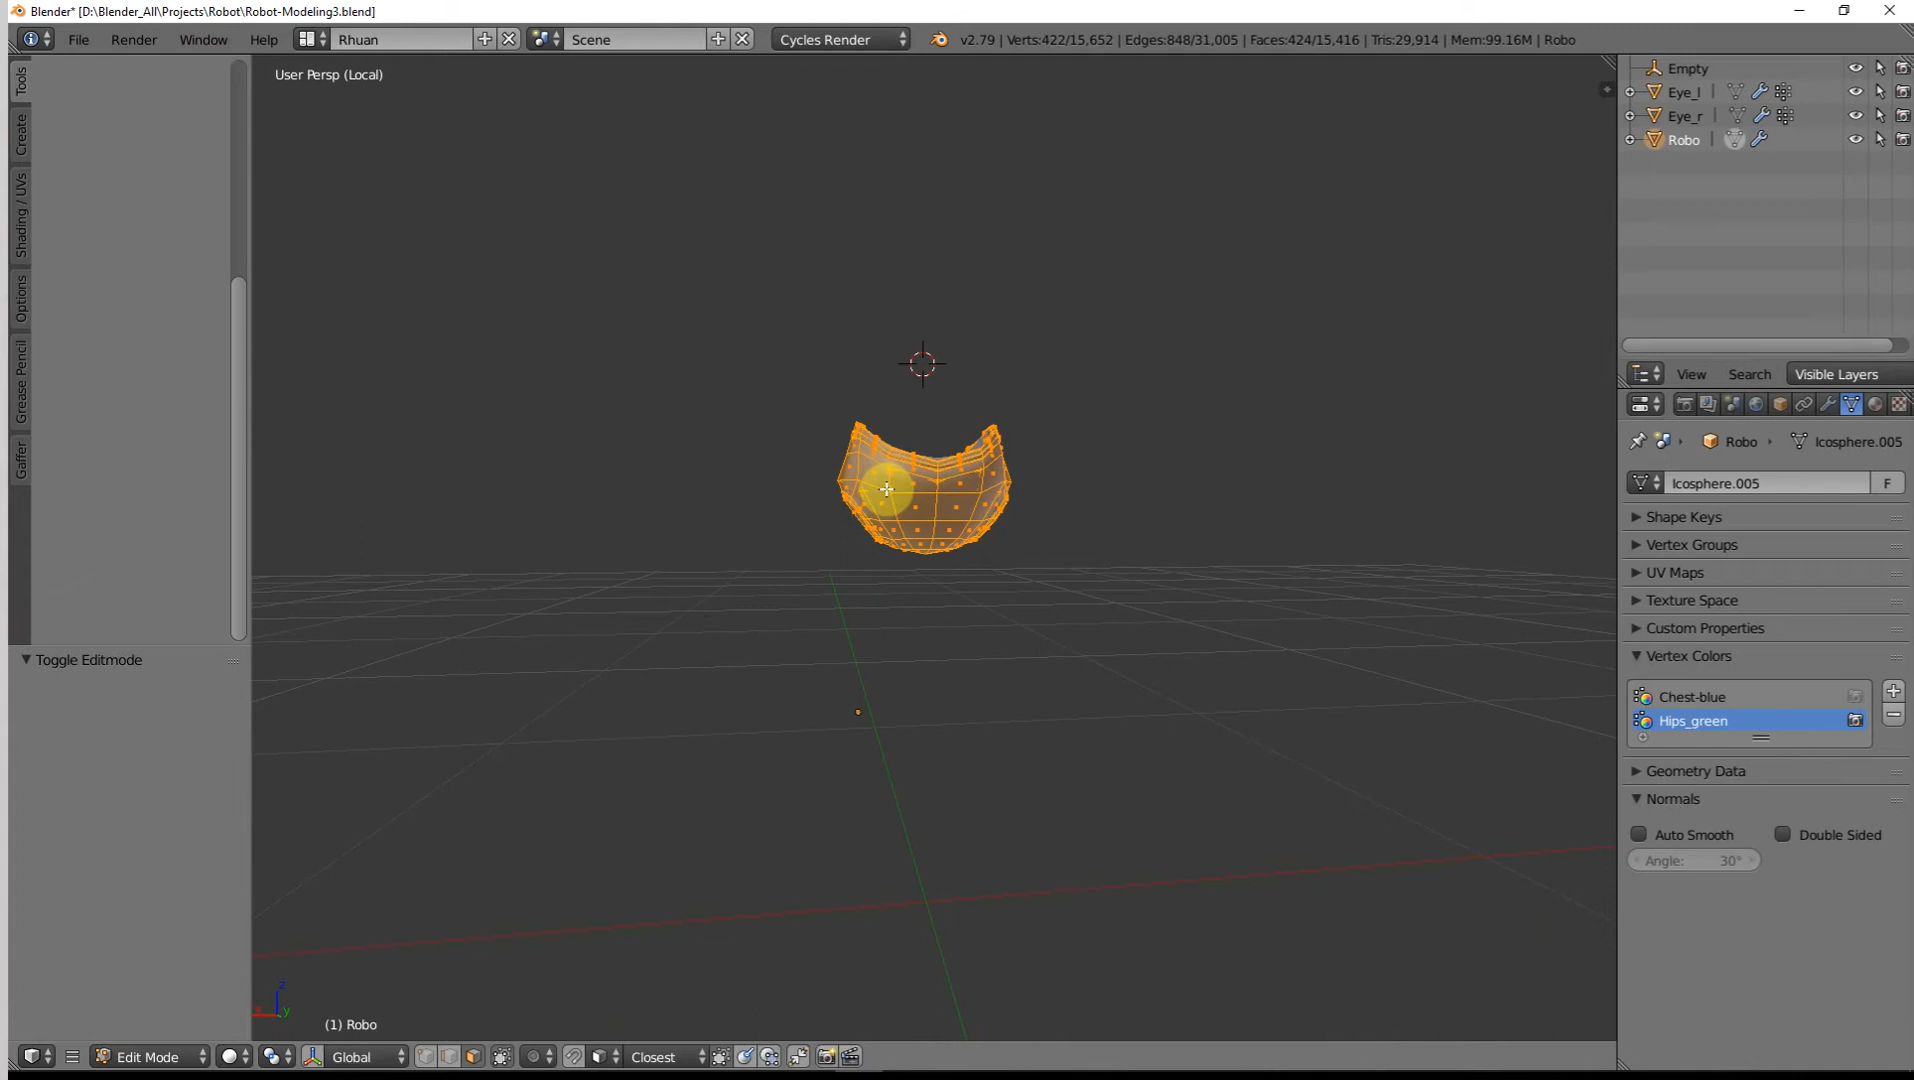 Blender* [D:\Blender_All\Projects\Robot\Robot-Modeling3.blend]
File Render Window Help Rhuan Scene Cycles Render v2.79 | Verts:422/15,652 | Edges:848/31,005 | Faces:424/15,416 | Tris:29,914 | Mem:99.16M | Robo
User Persp (Local)
Tools
Create
Shading / UVs
Options
Grease Pencil
Gaffer
Toggle Editmode
Empty
Eye_l
Eye_r
Robo
View Search Visible Layers
Robo Icosphere.005
Icosphere.005 F
Shape Keys
Vertex Groups
UV Maps
Texture Space
Custom Properties
Vertex Colors
Chest-blue
Hips_green
Geometry Data
Normals
Auto Smooth Double Sided
Angle: 30°
z
x y
(1) Robo
Edit Mode Global Closest